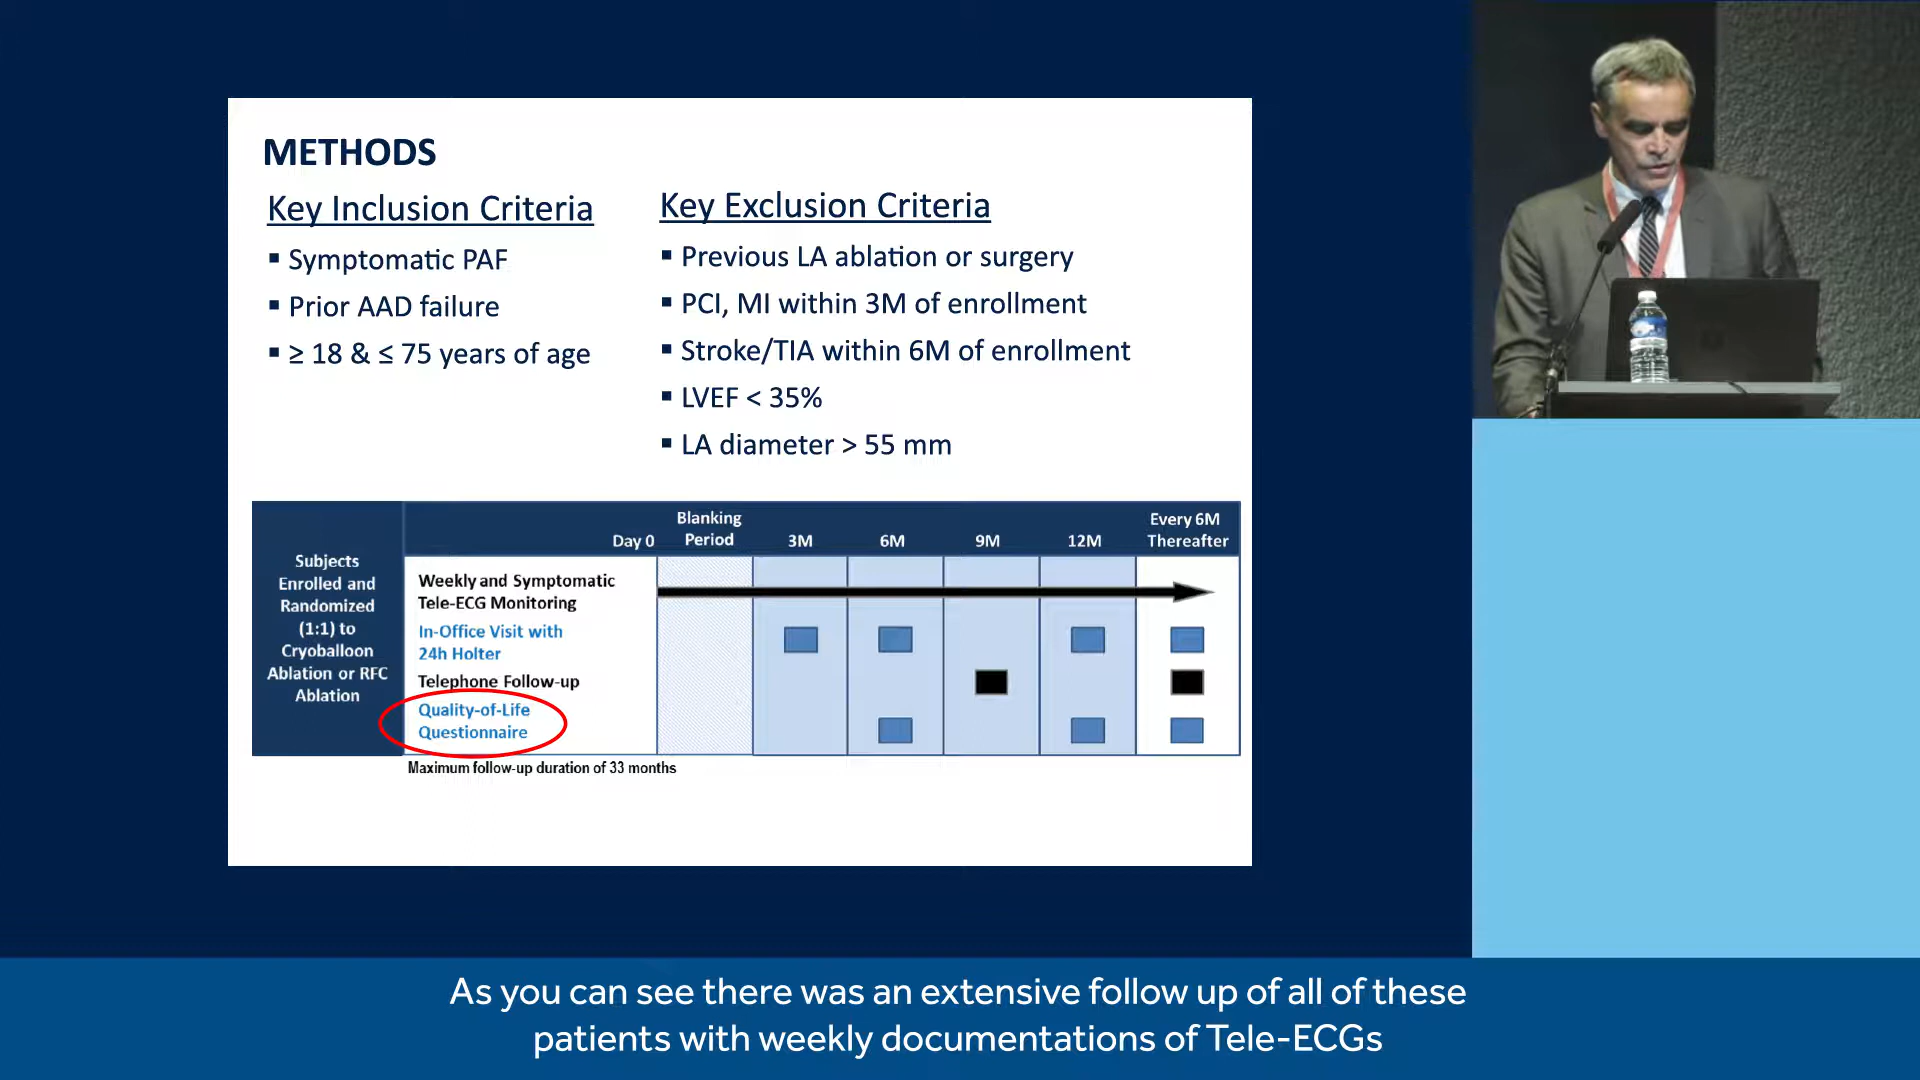 METHODS
Key Inclusion Criteria
▪ Symptomatic PAF
▪ Prior AAD failure
▪ ≥ 18 & ≤ 75 years of age
Key Exclusion Criteria
▪ Previous LA ablation or surgery
▪ PCI, MI within 3M of enrollment
▪ Stroke/TIA within 6M of enrollment
▪ LVEF < 35%
▪ LA diameter > 55 mm
Subjects
Enrolled and
Randomized
(1:1) to
Cryoballoon
Ablation or RFC
Ablation
Day 0
Blanking
Period
3M
6M
9M
12M
Every 6M
Thereafter
Weekly and Symptomatic
Tele-ECG Monitoring
In-Office Visit with
24h Holter
Telephone Follow-up
Quality-of-Life
Questionnaire
Maximum follow-up duration of 33 months
As you can see there was an extensive follow up of all of these
patients with weekly documentations of Tele-ECGs